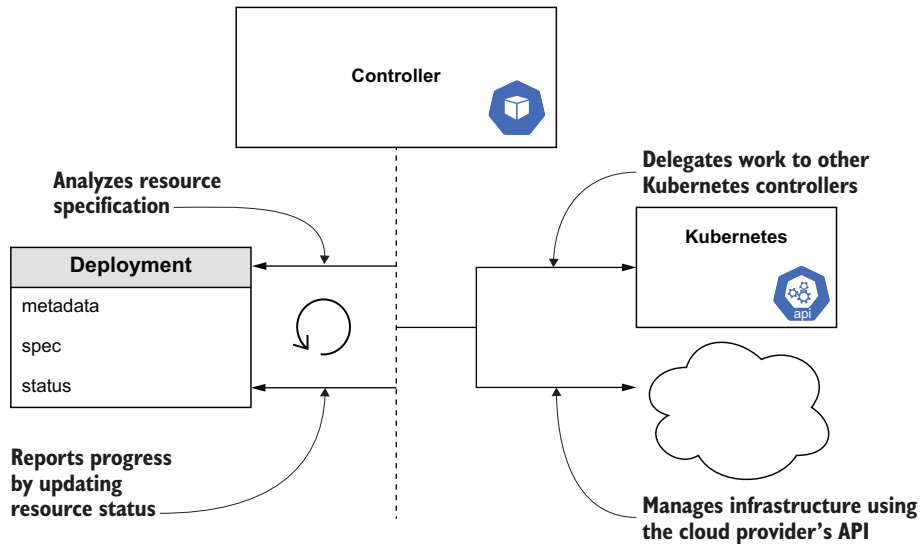 Controller
Analyzes resource
specification
Delegates work to other
Kubernetes controllers
Deployment
metadata
spec
status
Kubernetes
api
Reports progress
by updating
resource status
Manages infrastructure using
the cloud provider’s API